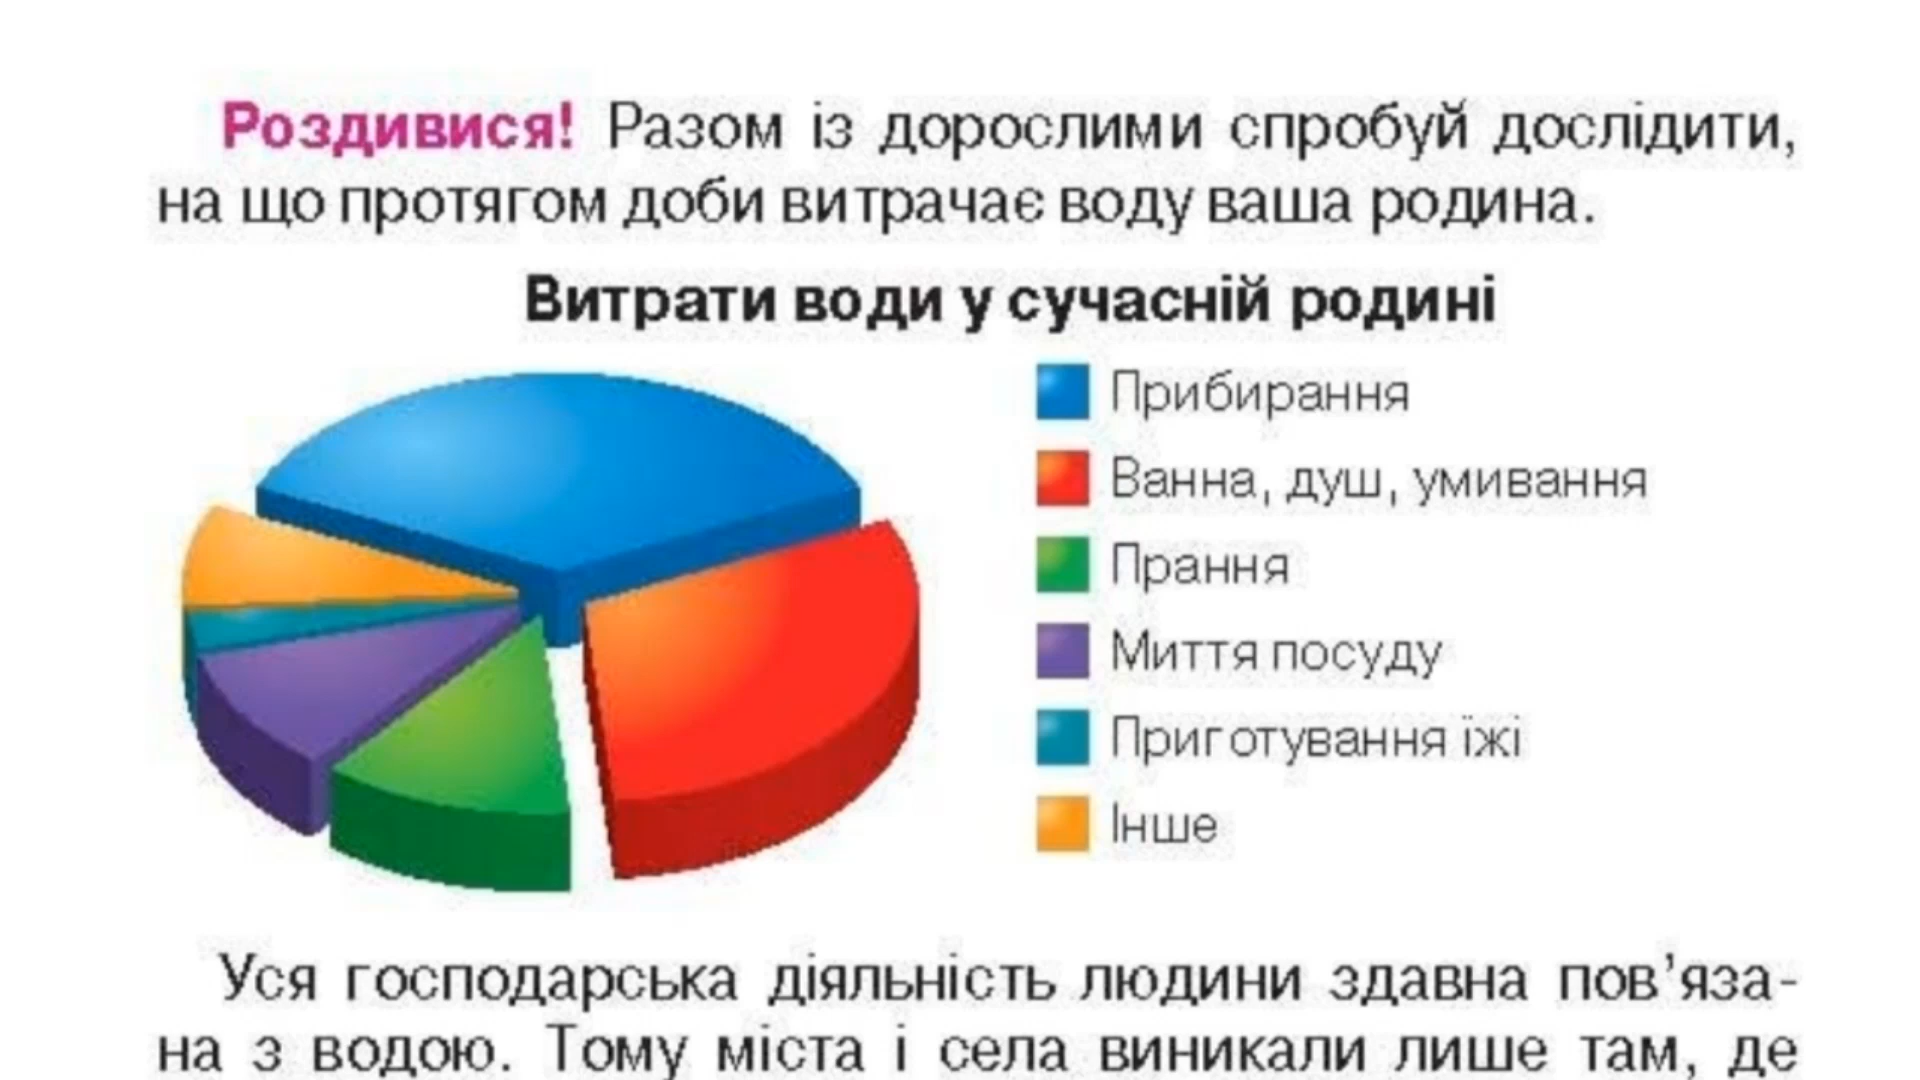 Роздивися! Разом із дорослими спробуй дослідити,
на що протягом доби витрачає воду ваша родина.
Витрати води у сучасній родині
Прибирання
Ванна, душ, умивання
Прання
Миття посуду
Приготування їжі
Інше
Уся господарська діяльність людини здавна пов’яза-
на з водою. Тому міста і села виникали лише там, де